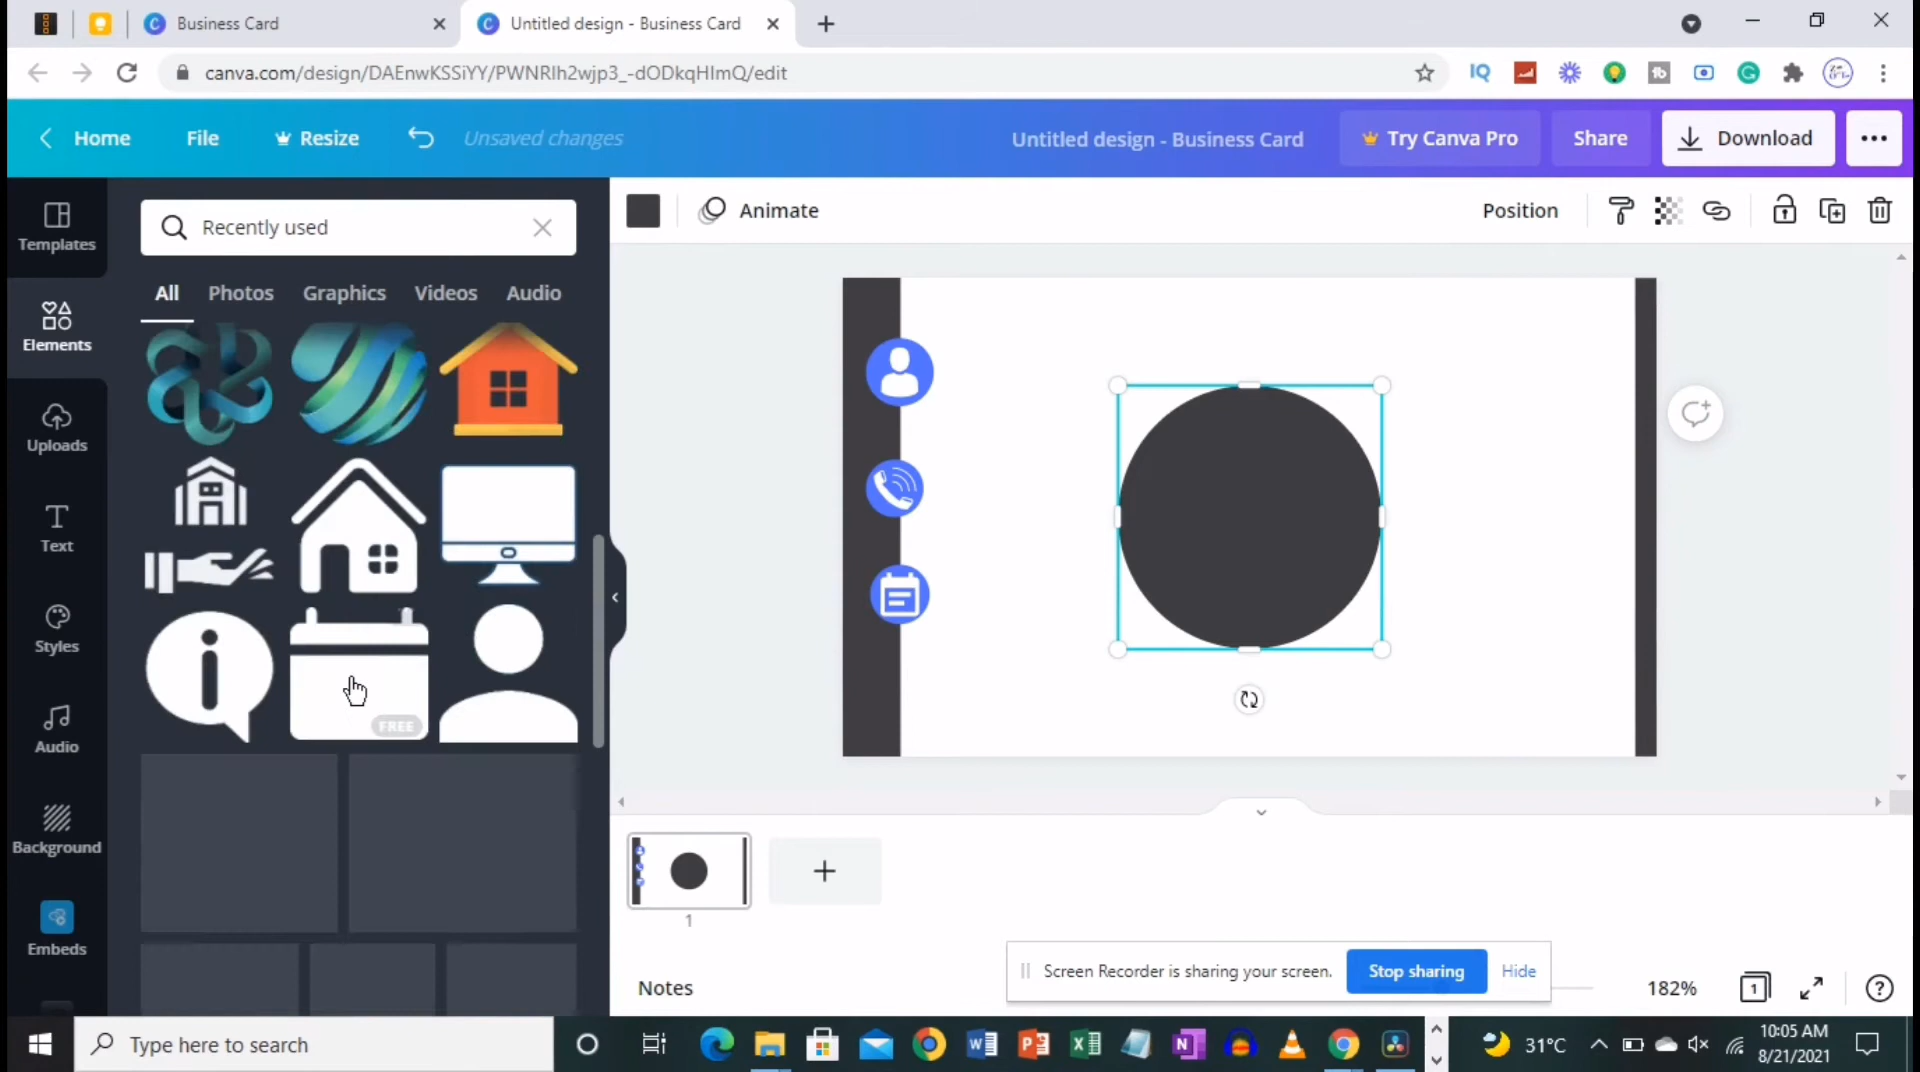 Business Card
Untitled design - Business Card
canva.com/design/DAEnwKSSiYY/PWNRIh2wjp3_-dODkqHImQ/edit
IQ
Home
File
Resize
Unsaved changes
Untitled design - Business Card
Try Canva Pro
Share
Download
Templates
Elements
Uploads
Text
Styles
Audio
Background
Embeds
Recently used
All
Photos
Graphics
Videos
Audio
FREE
Animate
Position
1
Notes
Screen Recorder is sharing your screen.
Stop sharing
Hide
182%
1
Type here to search
31°C
10:05 AM
8/21/2021